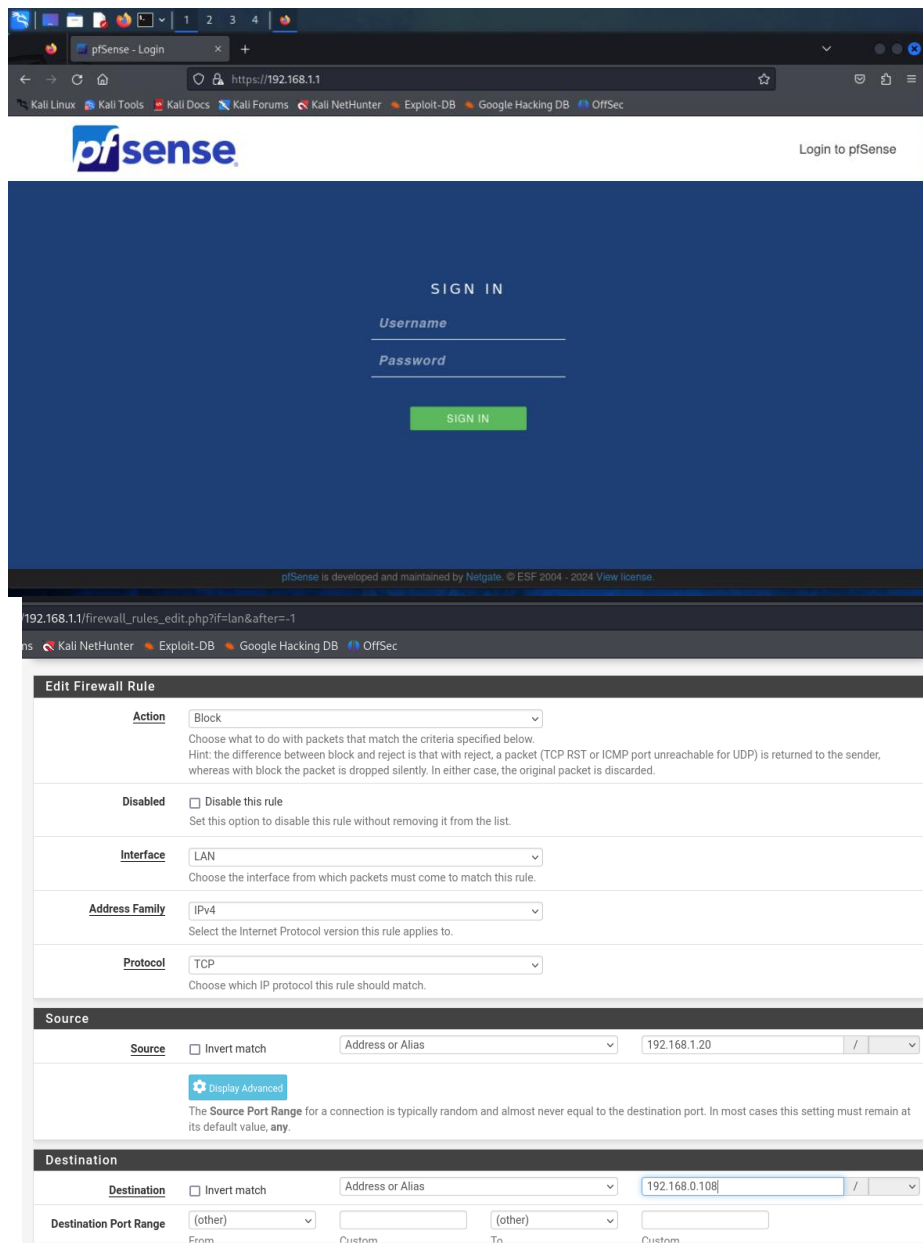 1 2 3 4
pfSense - Login
https://192.168.1.1
Kali Linux Kali Tools Kali Docs Kali Forums Kali NetHunter Exploit-DB Google Hacking DB OffSec
pfsense
Login to pfSense
SIGN IN
Username
Password
SIGN IN
pfSense is developed and maintained by Netgate. © ESF 2004 - 2024 View license.
/192.168.1.1/firewall_rules_edit.php?if=lan&after=-1
ns Kali NetHunter Exploit-DB Google Hacking DB OffSec
Edit Firewall Rule
Action Block
Choose what to do with packets that match the criteria specified below.
Hint: the difference between block and reject is that with reject, a packet (TCP RST or ICMP port unreachable for UDP) is returned to the sender,
whereas with block the packet is dropped silently. In either case, the original packet is discarded.
Disabled Disable this rule
Set this option to disable this rule without removing it from the list.
Interface LAN
Choose the interface from which packets must come to match this rule.
Address Family IPv4
Select the Internet Protocol version this rule applies to.
Protocol TCP
Choose which IP protocol this rule should match.
Source
Source Invert match Address or Alias 192.168.1.20 /
Display Advanced
The Source Port Range for a connection is typically random and almost never equal to the destination port. In most cases this setting must remain at
its default value, any.
Destination
Destination Invert match Address or Alias 192.168.0.108 /
Destination Port Range (other) (other)
From Custom To Custom